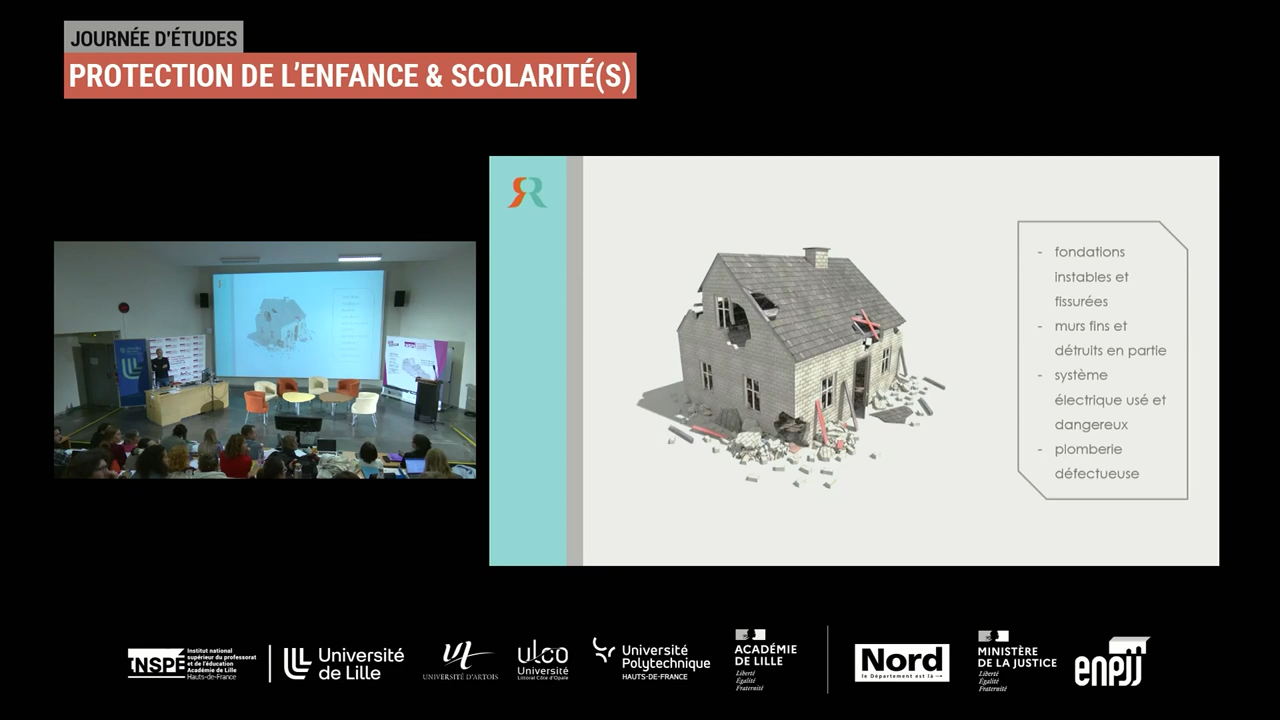 JOURNÉE D'ÉTUDES
PROTECTION DE L'ENFANCE & SCOLARITÉ(S)
- fondations
instables et
fissurées
- murs fins et
détruits en partie
- système
électrique usé et
dangereux
- plomberie
défectueuse
INSPÉ
Institut national
supérieur du professorat
et de l'éducation
Académie de Lille
Hauts-de-France
Université
de Lille
UNIVERSITÉ D'ARTOIS
ULCO
Université
Littoral Côte d'Opale
Université
Polytechnique
HAUTS-DE-FRANCE
ACADÉMIE
DE LILLE
Liberté
Égalité
Fraternité
Nord
le Département est là
MINISTÈRE
DE LA JUSTICE
Liberté
Égalité
Fraternité
enpjj